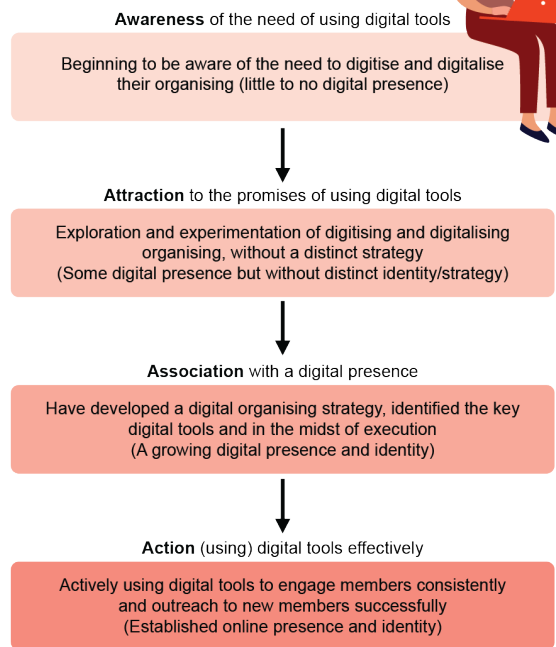 Awareness of the need of using digital tools
Beginning to be aware of the need to digitise and digitalise
their organising (little to no digital presence)
Attraction to the promises of using digital tools
Exploration and experimentation of digitising and digitalising
organising, without a distinct strategy
(Some digital presence but without distinct identity/strategy)
Association with a digital presence
Have developed a digital organising strategy, identified the key
digital tools and in the midst of execution
(A growing digital presence and identity)
Action (using) digital tools effectively
Actively using digital tools to engage members consistently
and outreach to new members successfully
(Established online presence and identity)